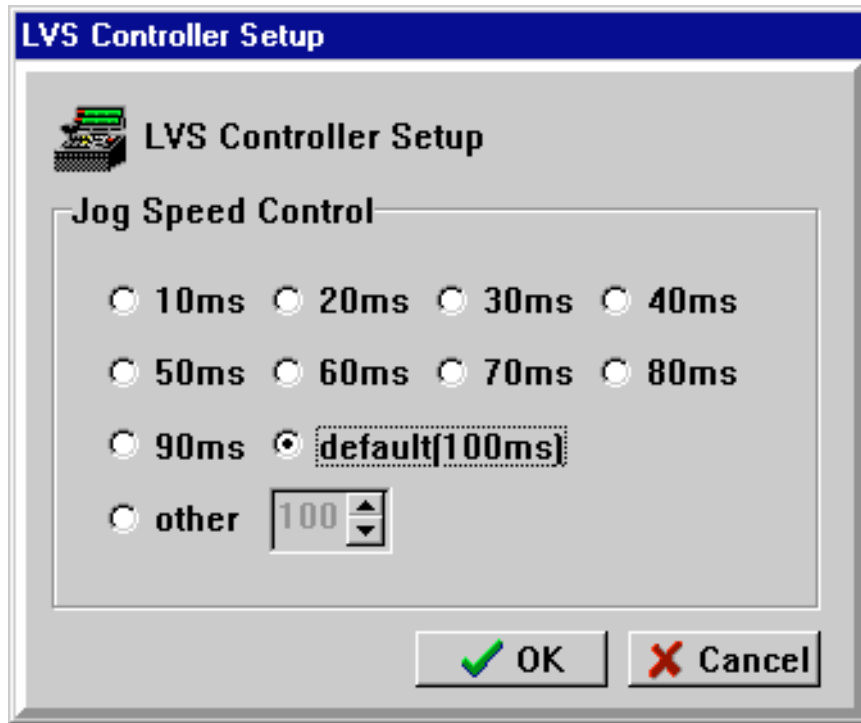 LVS Controller Setup
LVS Controller Setup
Jog Speed Control
10ms 20ms 30ms 40ms
50ms 60ms 70ms 80ms
90ms default(100ms)
other 100
OK Cancel